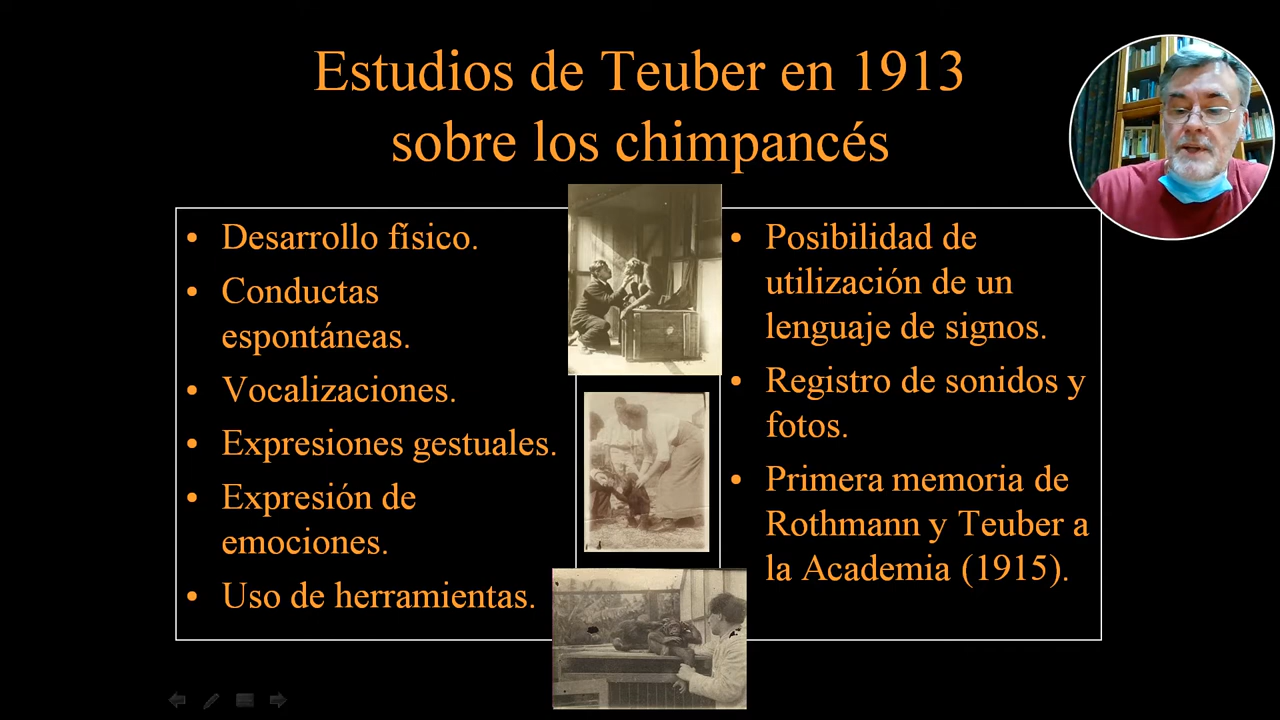 Estudios de Teuber en 1913
sobre los chimpancés
• Desarrollo físico.
• Conductas
espontáneas.
• Vocalizaciones.
• Expresiones gestuales.
• Expresión de
emociones.
• Uso de herramientas.
• Posibilidad de
utilización de un
lenguaje de signos.
• Registro de sonidos y
fotos.
• Primera memoria de
Rothmann y Teuber a
la Academia (1915).